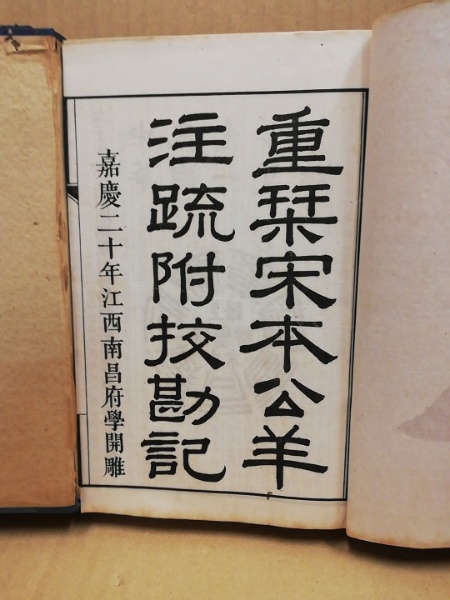 重栞宋本公羊
注疏附挍勘記
嘉慶二十年江西南昌府學開雕